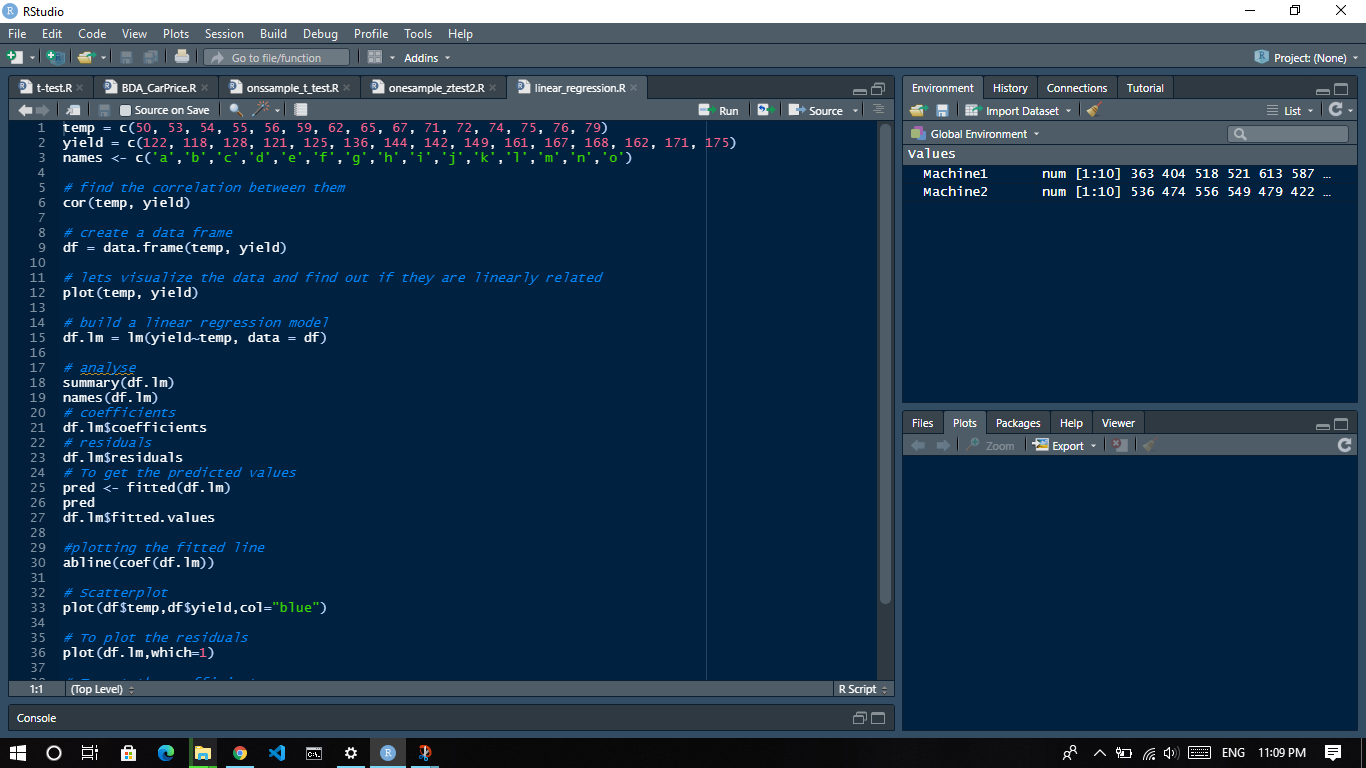 RStudio
File Edit Code View Plots Session Build Debug Profile Tools Help
Go to file/function Addins Project: (None)
t-test.R BDA_CarPrice.R onssample_t_test.R onesample_ztest2.R linear_regression.R
Source on Save Run Source
1 temp = c(50, 53, 54, 55, 56, 59, 62, 65, 67, 71, 72, 74, 75, 76, 79)
2 yield = c(122, 118, 128, 121, 125, 136, 144, 142, 149, 161, 167, 168, 162, 171, 175)
3 names <- c('a','b','c','d','e','f','g','h','i','j','k','l','m','n','o')
4
5 # find the correlation between them
6 cor(temp, yield)
7
8 # create a data frame
9 df = data.frame(temp, yield)
10
11 # lets visualize the data and find out if they are linearly related
12 plot(temp, yield)
13
14 # build a linear regression model
15 df.lm = lm(yield~temp, data = df)
16
17 # analyse
18 summary(df.lm)
19 names(df.lm)
20 # coefficients
21 df.lm$coefficients
22 # residuals
23 df.lm$residuals
24 # To get the predicted values
25 pred <- fitted(df.lm)
26 pred
27 df.lm$fitted.values
28
29 #plotting the fitted line
30 abline(coef(df.lm))
31
32 # Scatterplot
33 plot(df$temp,df$yield,col="blue")
34
35 # To plot the residuals
36 plot(df.lm,which=1)
37
1:1 (Top Level) R Script
Console
Environment History Connections Tutorial
Import Dataset List
Global Environment
Values
Machine1 num [1:10] 363 404 518 521 613 587 ...
Machine2 num [1:10] 536 474 556 549 479 422 ...
Files Plots Packages Help Viewer
Zoom Export
ENG 11:09 PM